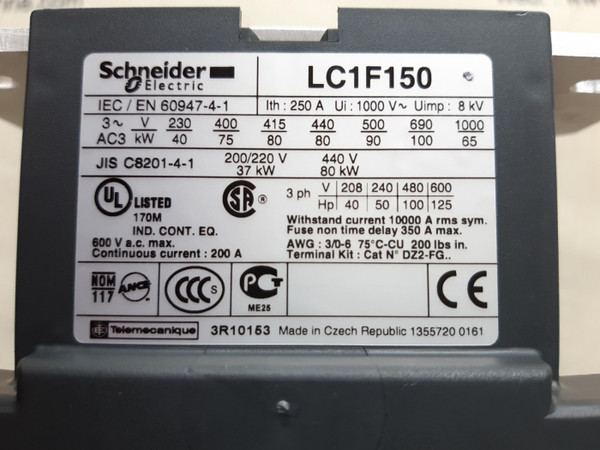 Schneider Electric LC1F150
IEC / EN 60947-4-1 Ith : 250 A Ui : 1000 V~ Uimp : 8 kV
3~ V 230 400 415 440 500 690 1000
AC3 kW 40 75 80 80 90 100 65
JIS C8201-4-1 200/220 V 440 V
37 kW 80 kW
UL LISTED
170M
IND. CONT. EQ.
600 V a.c. max.
Continuous current : 200 A
SA
3 ph V 208 240 480 600
Hp 40 50 100 125
Withstand current 10000 A rms sym.
Fuse non time delay 350 A max.
AWG : 3/0-6 75°C-CU 200 lbs in.
Terminal Kit : Cat N° DZ2-FG..
NOM
117
ANCE
CCC S
PCT
ME25
CE
Telemecanique 3R10153 Made in Czech Republic 1355720 0161